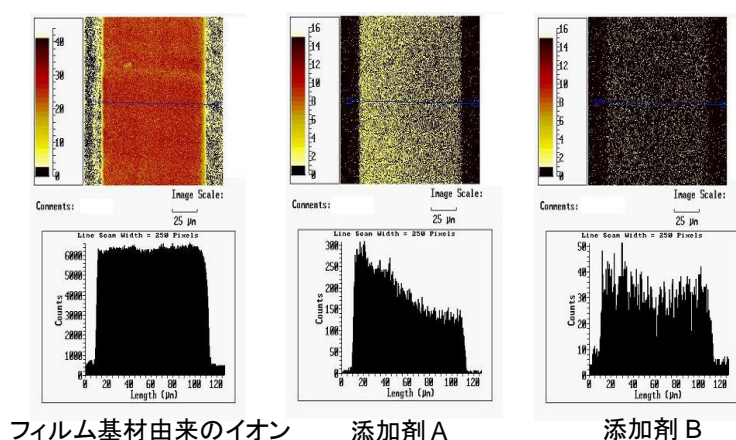 40
30
20
10
0
Image Scale:
Comments:
25 μm
Line Scan Width = 250 Pixels
Counts
6000
5000
4000
3000
2000
1000
0
0 20 40 60 80 100 120
Length (μm)
フィルム基材由来のイオン
16
14
12
10
8
6
4
2
0
Image Scale:
Comments:
25 μm
Line Scan Width = 250 Pixels
Counts
300
250
200
150
100
50
0
0 20 40 60 80 100 120
Length (μm)
添加剤A
16
14
12
10
8
6
4
2
0
Image Scale:
Comments:
25 μm
Line Scan Width = 250 Pixels
Counts
50
40
30
20
10
0
0 20 40 60 80 100 120
Length (μm)
添加剤B